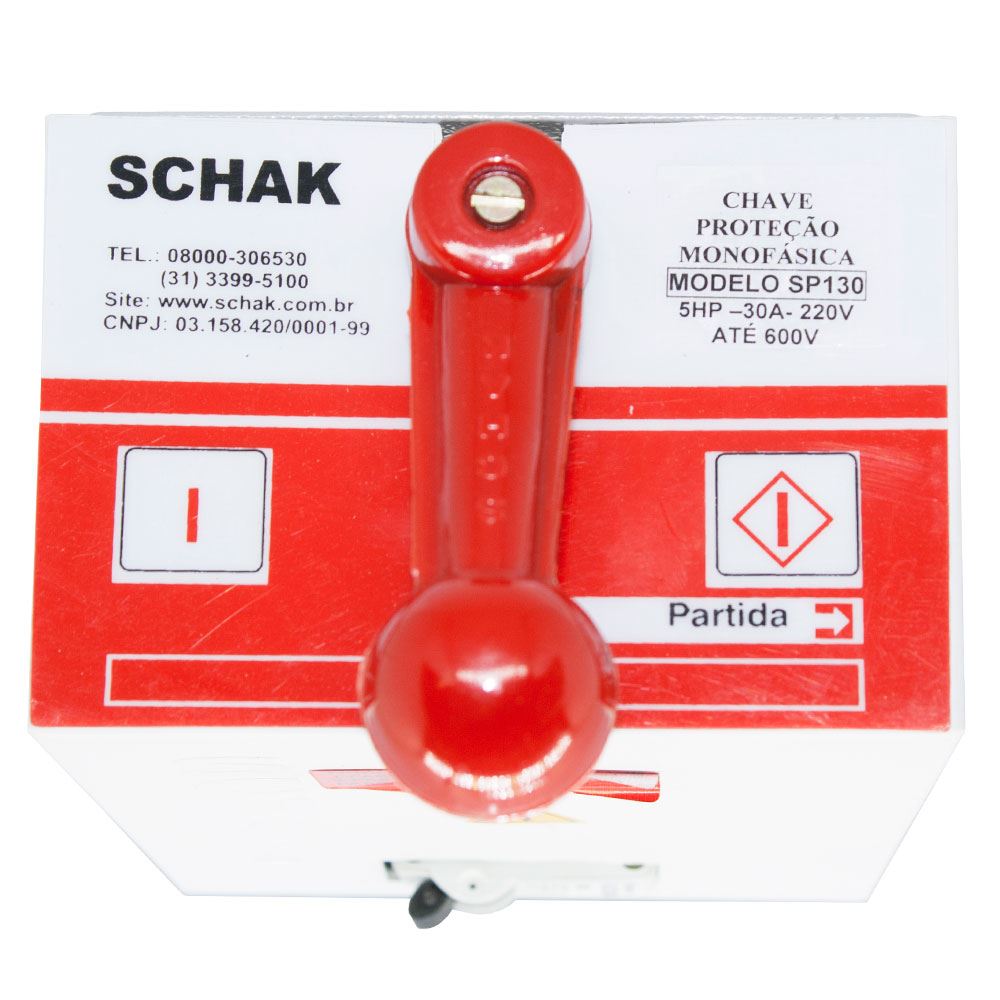 SCHAK
TEL.: 08000-306530
(31) 3399-5100
Site: www.schak.com.br
CNPJ: 03.158.420/0001-99
CHAVE
PROTEÇÃO
MONOFÁSICA
MODELO SP130
5HP –30A- 220V
ATÉ 600V
I
I
Partida